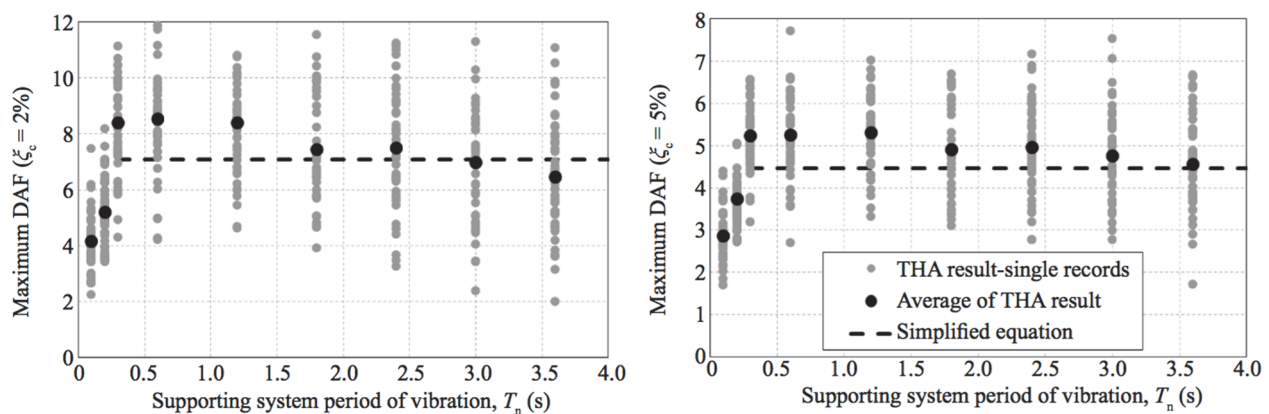 Maximum DAF (ξc = 2%)
12
10
8
6
4
2
0
0 0.5 1.0 1.5 2.0 2.5 3.0 3.5 4.0
Supporting system period of vibration, Tn (s)
Maximum DAF (ξc = 5%)
8
7
6
5
4
3
2
1
0
0 0.5 1.0 1.5 2.0 2.5 3.0 3.5 4.0
Supporting system period of vibration, Tn (s)
THA result-single records
Average of THA result
Simplified equation